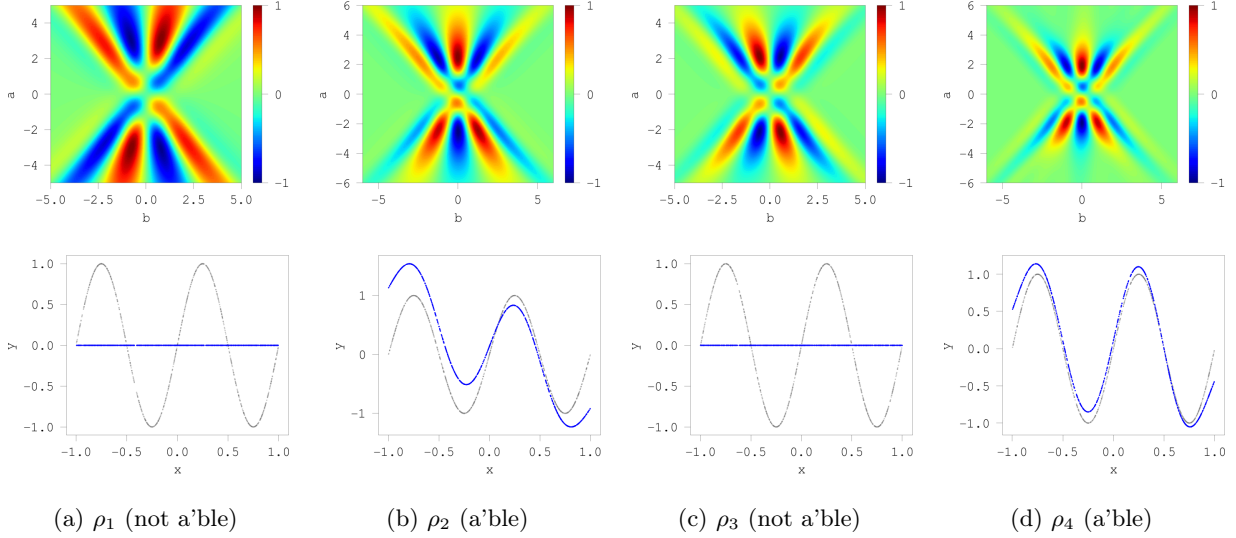 4
2
0
−2
−4
−5.0 −2.5 0.0 2.5 5.0
a
b
1
0
−1
6
4
2
0
−2
−4
−6
−5 0 5
a
b
1
0
−1
4
2
0
−2
−4
−5.0 −2.5 0.0 2.5 5.0
a
b
1
0
−1
6
4
2
0
−2
−4
−6
−5 0 5
a
b
1
0
−1
1.0
0.5
0.0
−0.5
−1.0
−1.0 −0.5 0.0 0.5 1.0
y
x
1
0
−1
−1.0 −0.5 0.0 0.5 1.0
y
x
1.0
0.5
0.0
−0.5
−1.0
−1.0 −0.5 0.0 0.5 1.0
y
x
1.0
0.5
0.0
−0.5
−1.0
−1.0 −0.5 0.0 0.5 1.0
y
x
(a) ρ₁ (not a'ble)
(b) ρ₂ (a'ble)
(c) ρ₃ (not a'ble)
(d) ρ₄ (a'ble)